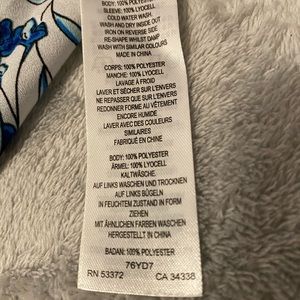 BODY: 100% POLYESTER
SLEEVE: 100% LYOCELL
COLD WATER WASH
WASH AND DRY INSIDE OUT
IRON ON REVERSE SIDE
RE-SHAPE WHILST DAMP
WASH WITH SIMILAR COLOURS
MADE IN CHINA
CORPS: 100% POLYESTER
MANCHE: 100% LYOCELL
LAVAGE À FROID
LAVER ET SÉCHER SUR L'ENVERS
NE REPASSER QUE SUR L'ENVERS
REDONNER FORME AU VÊTEMENT
ENCORE HUMIDE
LAVER AVEC DES COULEURS
SIMILAIRES
FABRIQUÉ EN CHINE
BODY: 100% POLYESTER
ÄRMEL: 100% LYOCELL
KALTWÄSCHE
AUF LINKS WASCHEN UND TROCKNEN
AUF LINKS BÜGELN
IN FEUCHTEM ZUSTAND IN FORM
ZIEHEN
MIT ÄHNLICHEN FARBEN WASCHEN
HERGESTELLT IN CHINA
BADAN: 100% POLYESTER
76YD7
RN 53372 CA 34338